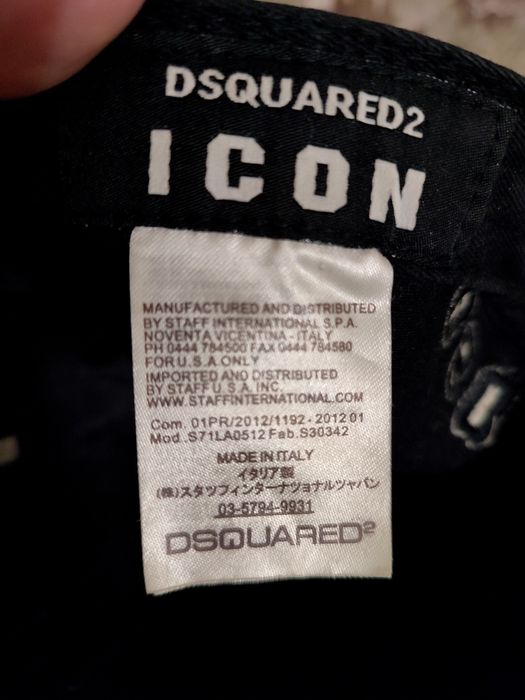 DSQUARED2
ICON
MANUFACTURED AND DISTRIBUTED
BY STAFF INTERNATIONAL S.P.A.
NOVENTA VICENTINA - ITALY
PH 0444 784500 FAX 0444 784580
FOR U.S.A. ONLY
IMPORTED AND DISTRIBUTED
BY STAFF U.S.A. INC.
WWW.STAFFINTERNATIONAL.COM
Com. 01PR/2012/1192 - 2012 01
Mod. S71LA0512 Fab.S30342
MADE IN ITALY
イタリア製
(株)スタッフインターナツョナルツャパン
03-5794-9931
DSQUARED²